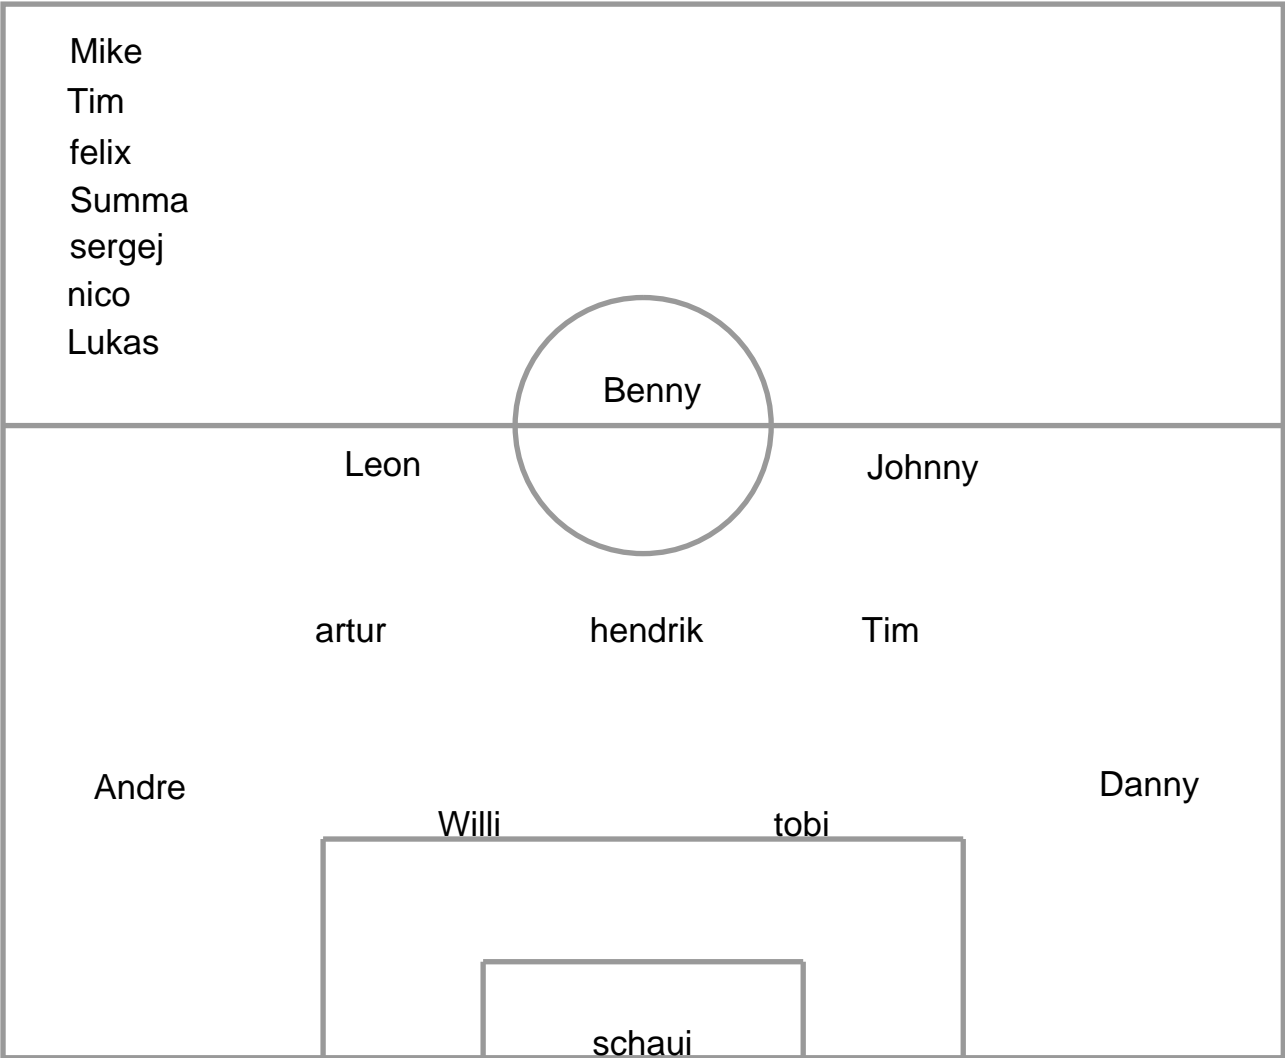 Mike
Tim
felix
Summa
sergej
nico
Lukas
Benny
Leon
Johnny
artur
hendrik
Tim
Andre
Danny
Willi
tobi
schaui